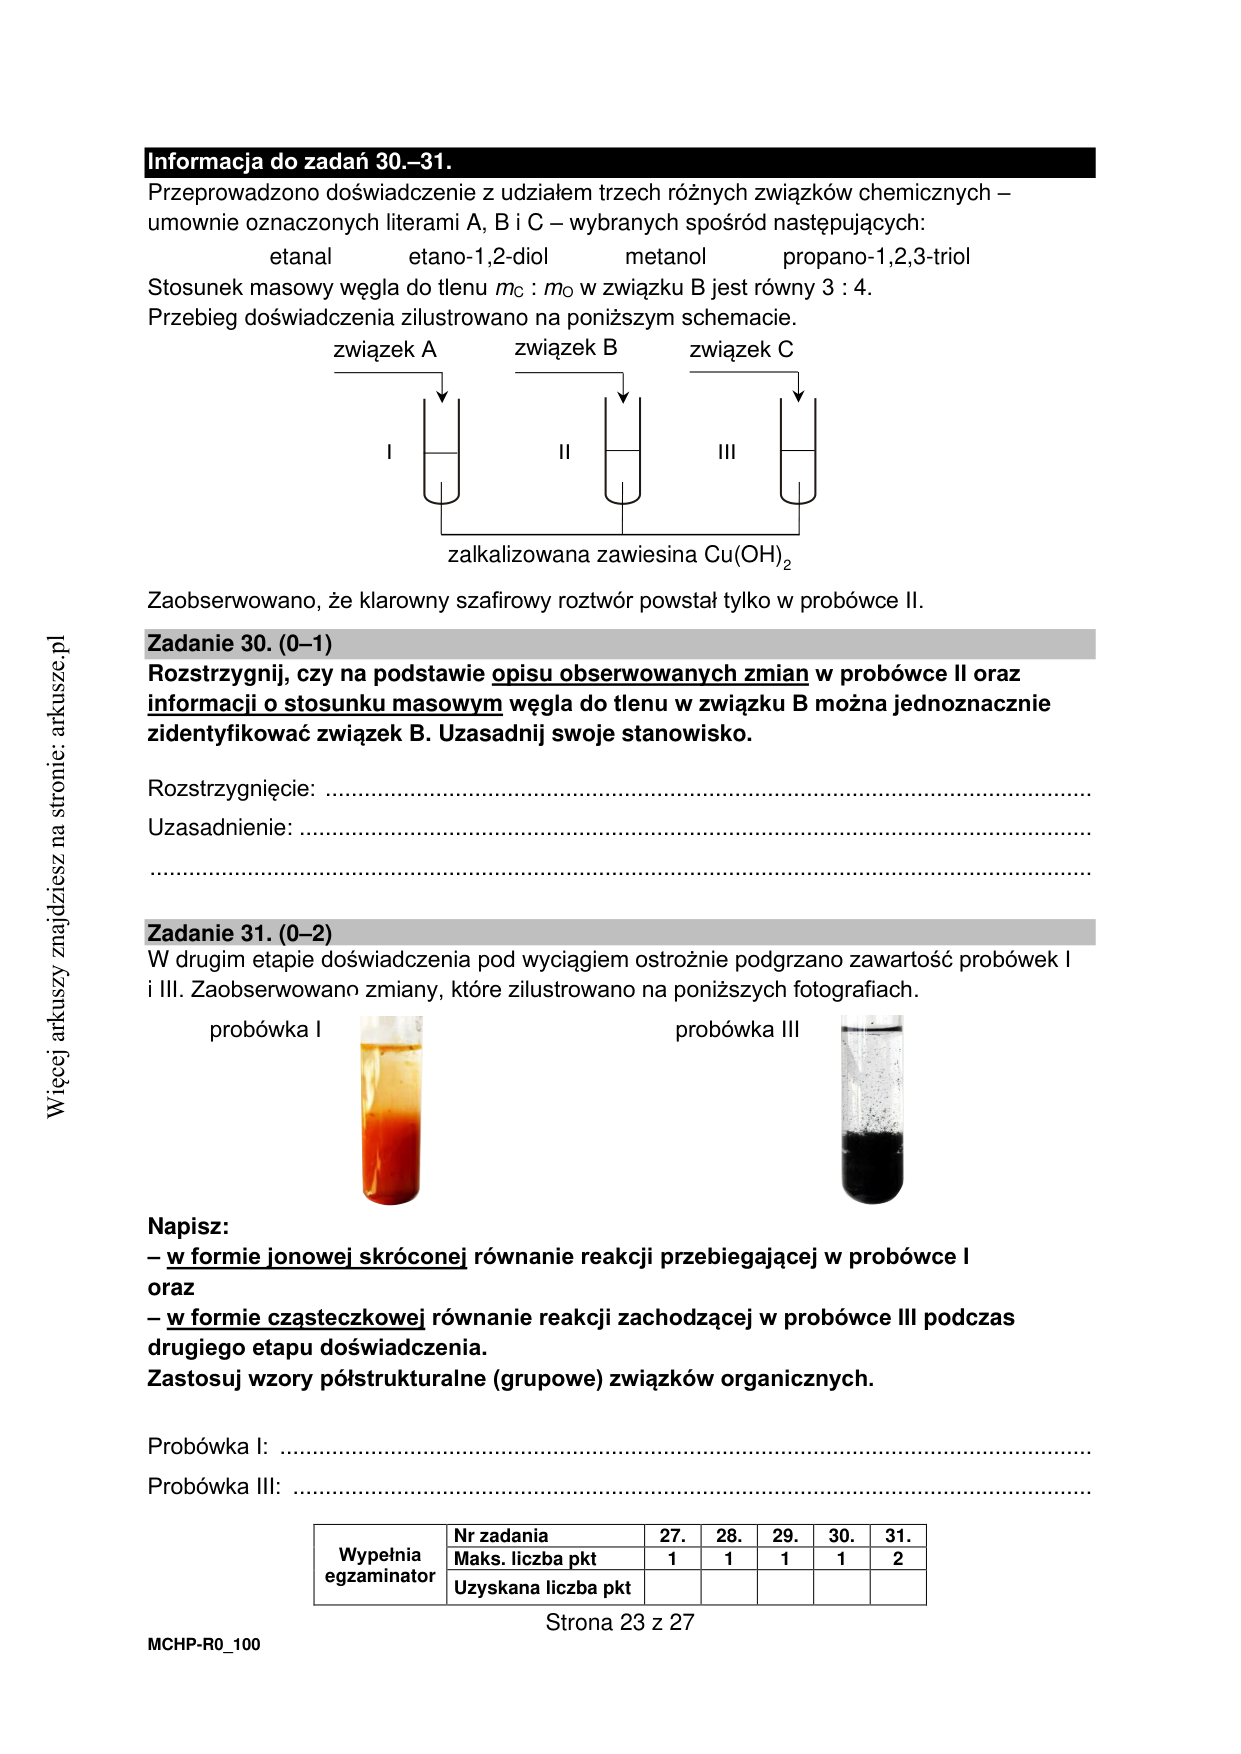 Informacja do zadań 30.–31.
Przeprowadzono doświadczenie z udziałem trzech różnych związków chemicznych –
umownie oznaczonych literami A, B i C – wybranych spośród następujących:
etanal etano-1,2-diol metanol propano-1,2,3-triol
Stosunek masowy węgla do tlenu mC : mO w związku B jest równy 3 : 4.
Przebieg doświadczenia zilustrowano na poniższym schemacie.
związek A związek B związek C
I II III
zalkalizowana zawiesina Cu(OH)2
Zaobserwowano, że klarowny szafirowy roztwór powstał tylko w probówce II.
Zadanie 30. (0–1)
Rozstrzygnij, czy na podstawie opisu obserwowanych zmian w probówce II oraz
informacji o stosunku masowym węgla do tlenu w związku B można jednoznacznie
zidentyfikować związek B. Uzasadnij swoje stanowisko.
Rozstrzygnięcie: ....................................................................................................................
Uzasadnienie: ........................................................................................................................
...............................................................................................................................................
Zadanie 31. (0–2)
W drugim etapie doświadczenia pod wyciągiem ostrożnie podgrzano zawartość probówek I
i III. Zaobserwowano zmiany, które zilustrowano na poniższych fotografiach.
probówka I probówka III
Napisz:
– w formie jonowej skróconej równanie reakcji przebiegającej w probówce I
oraz
– w formie cząsteczkowej równanie reakcji zachodzącej w probówce III podczas
drugiego etapu doświadczenia.
Zastosuj wzory półstrukturalne (grupowe) związków organicznych.
Probówka I: ...........................................................................................................................
Probówka III: .........................................................................................................................
Wypełnia
egzaminator
Nr zadania 27. 28. 29. 30. 31.
Maks. liczba pkt 1 1 1 1 2
Uzyskana liczba pkt
Strona 23 z 27
MCHP-R0_100
Więcej arkuszy znajdziesz na stronie: arkusze.pl